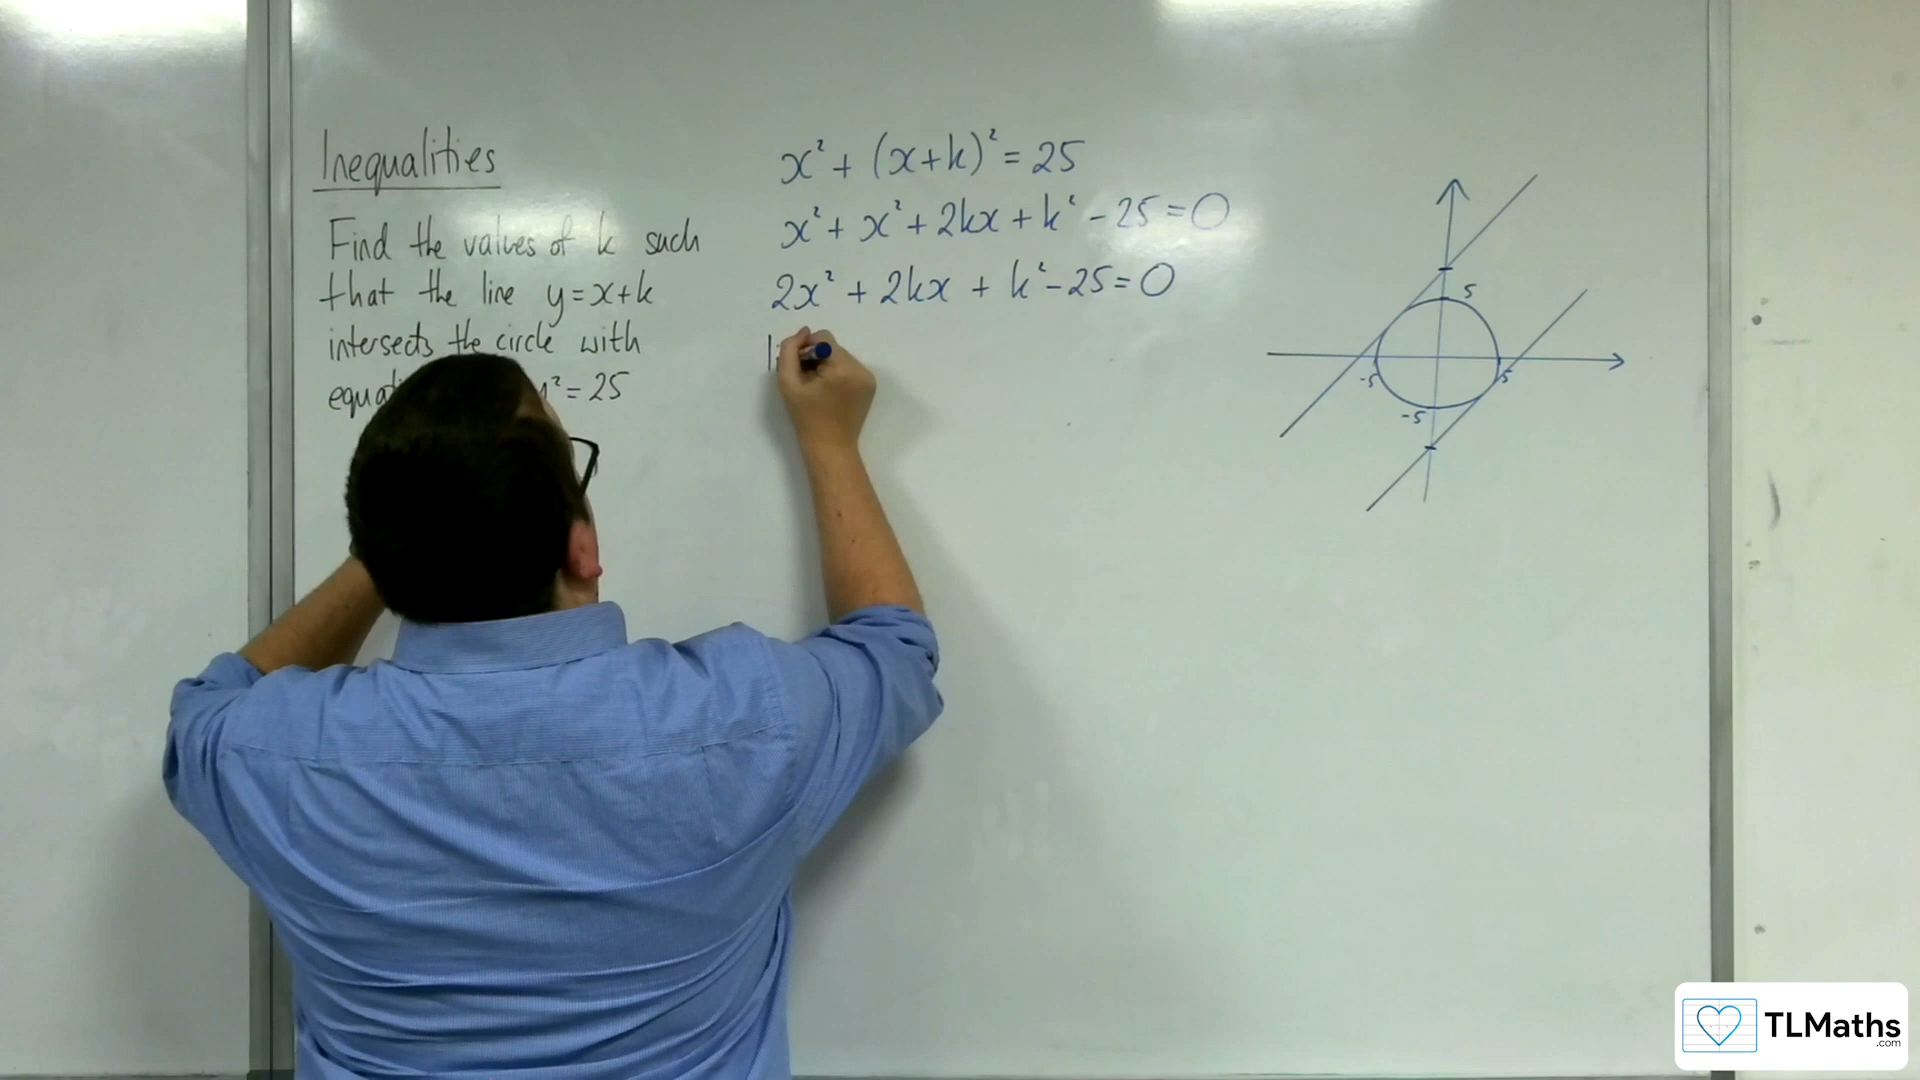 Inequalities
Find the values of k such
that the line y=x+k
intersects the circle with
= 25
x² + (x+k)² = 25
x² + x² + 2kx + k² - 25 = 0
2x² + 2kx + k² - 25 = 0
5
-5
5
-5
TLMaths
.com